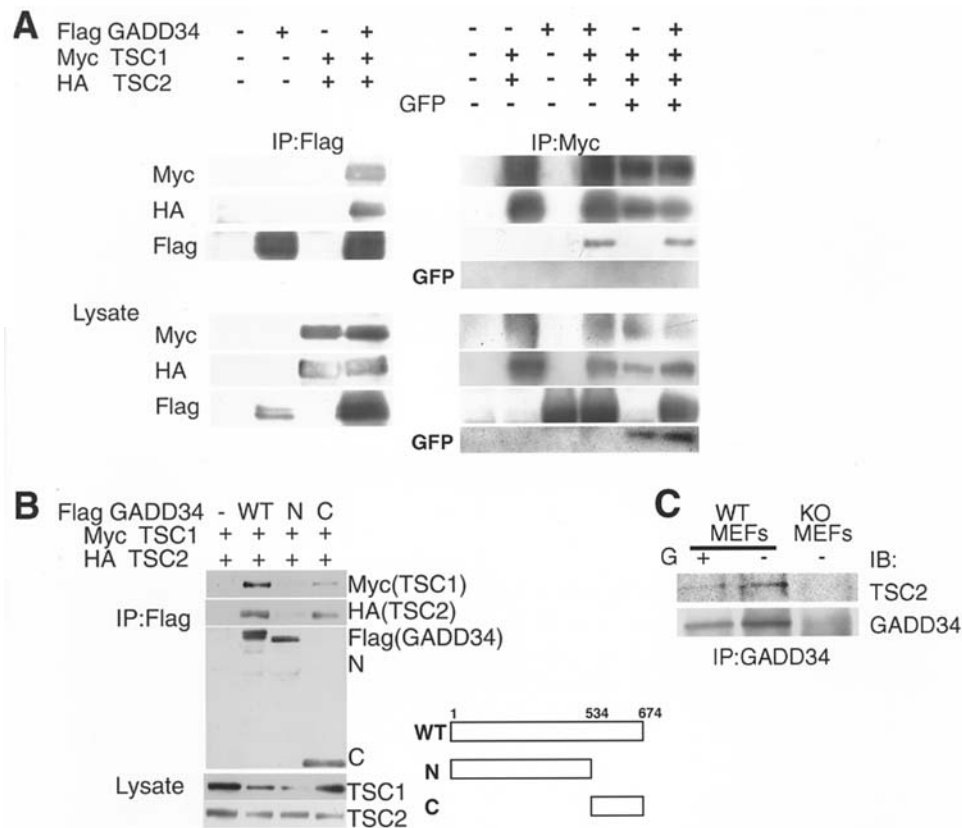 A
Flag GADD34 - + - + - - + + - +
Myc TSC1 - - + + - + - + + +
HA TSC2 - - + + - + - + + +
GFP - - - - + +
IP:Flag IP:Myc
Myc
HA
Flag
GFP
Lysate
Myc
HA
Flag
GFP
B
Flag GADD34 - WT N C
Myc TSC1 + + + +
HA TSC2 + + + +
IP:Flag
Myc(TSC1)
HA(TSC2)
Flag(GADD34)
N
C
Lysate
TSC1
TSC2
1 534 674
WT
N
C
C
WT KO
MEFs MEFs
G + - - IB:
TSC2
GADD34
IP:GADD34